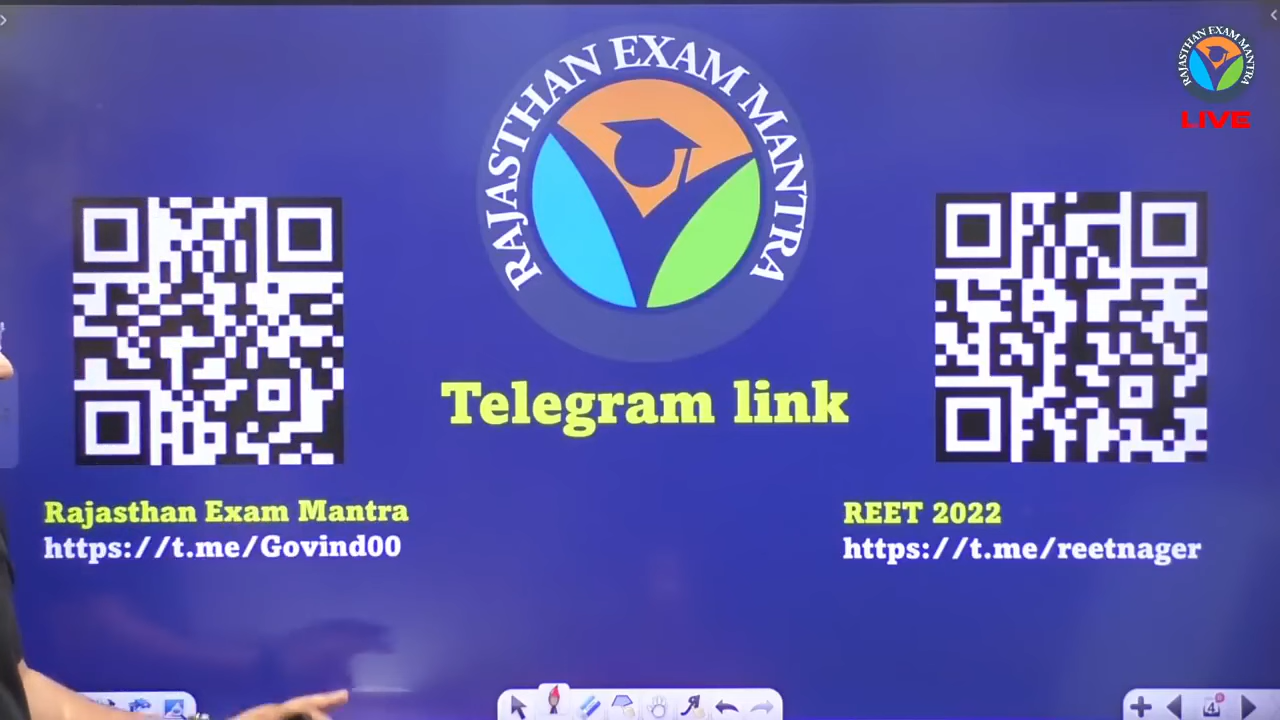 RAJASTHAN EXAM MANTRA
RAJASTHAN EXAM MANTRA
LIVE
Telegram link
Rajasthan Exam Mantra
https://t.me/Govind00
REET 2022
https://t.me/reetnager
4